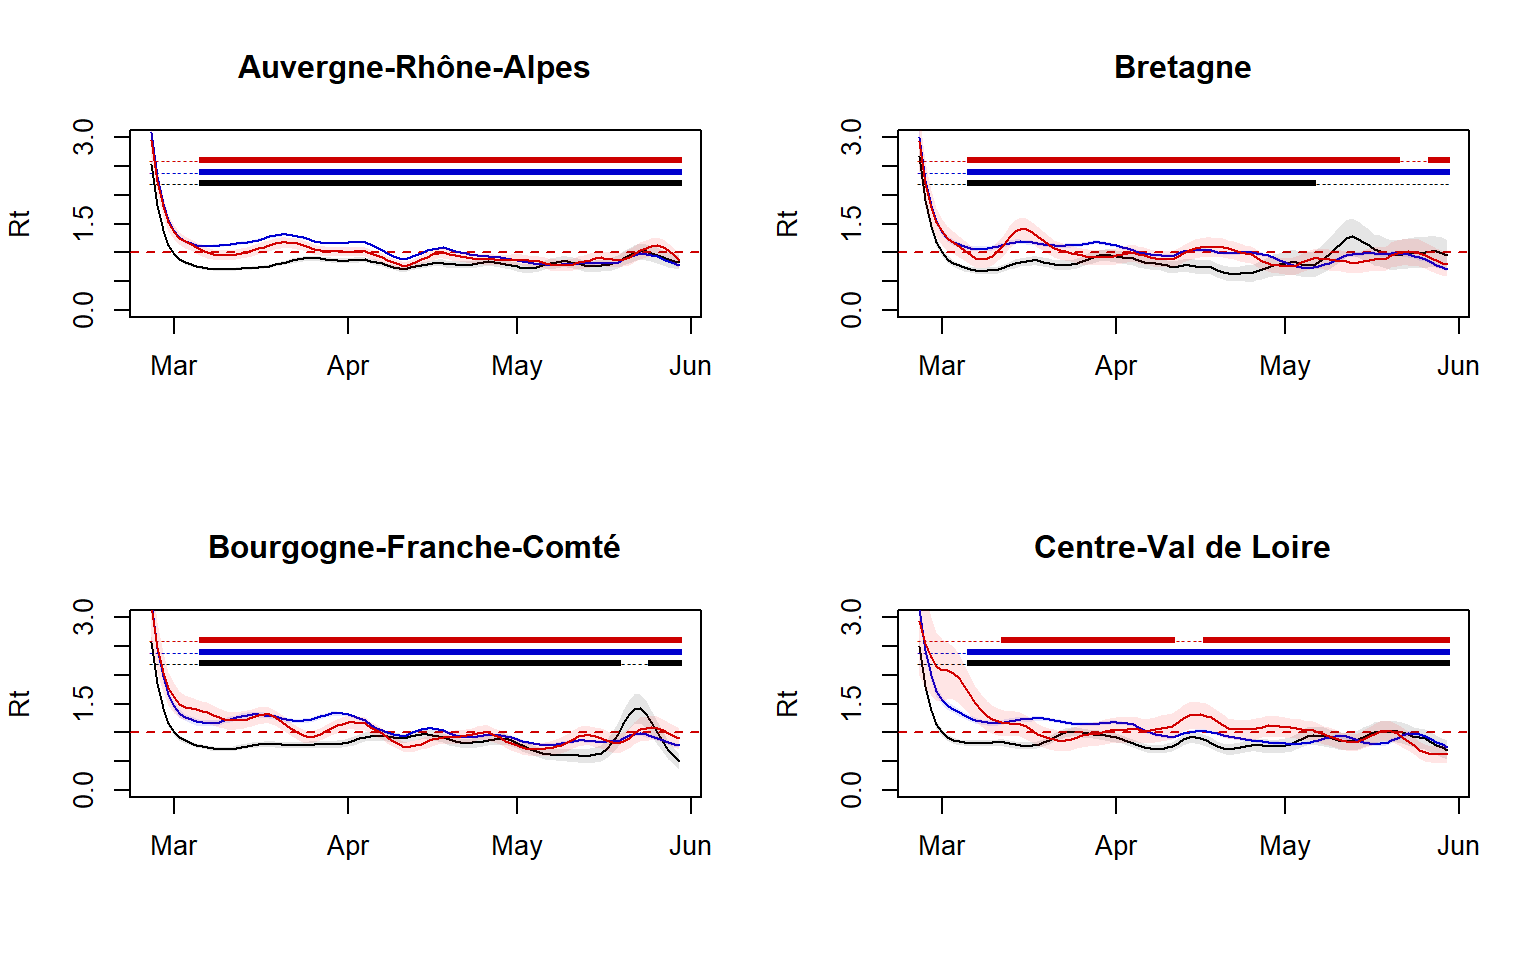 Auvergne-Rhône-Alpes
Rt
3.0
1.5
0.0
Mar Apr May Jun
Bretagne
Rt
3.0
1.5
0.0
Mar Apr May Jun
Bourgogne-Franche-Comté
Rt
3.0
1.5
0.0
Mar Apr May Jun
Centre-Val de Loire
Rt
3.0
1.5
0.0
Mar Apr May Jun